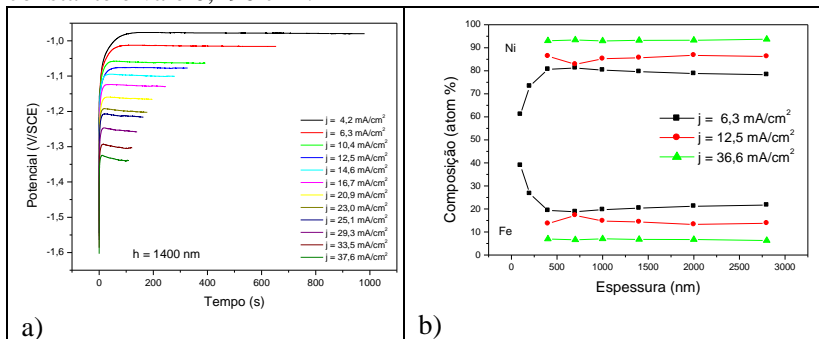 -1,0
-1,1
-1,2
-1,3
-1,4
-1,5
-1,6
Potencial (V/SCE)
j = 4,2 mA/cm²
j = 6,3 mA/cm²
j = 10,4 mA/cm²
j = 12,5 mA/cm²
j = 14,6 mA/cm²
j = 16,7 mA/cm²
j = 20,9 mA/cm²
j = 23,0 mA/cm²
j = 25,1 mA/cm²
j = 29,3 mA/cm²
j = 33,5 mA/cm²
j = 37,6 mA/cm²
h = 1400 nm
0 200 400 600 800 1000
Tempo (s)
a)
100
90
80
70
60
50
40
30
20
10
0
Composição (atom %)
Ni
j = 6,3 mA/cm²
j = 12,5 mA/cm²
j = 36,6 mA/cm²
Fe
0 500 1000 1500 2000 2500 3000
Espessura (nm)
b)